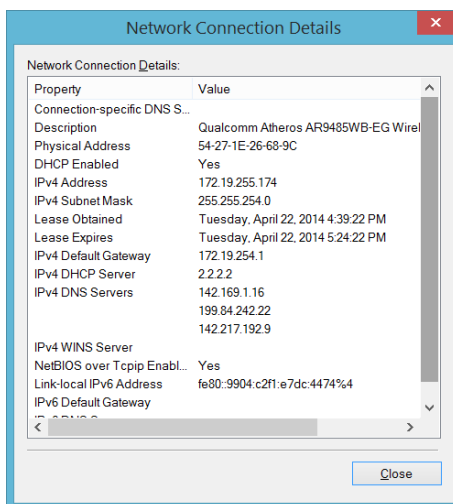 Network Connection Details
Network Connection Details:
Property Value
Connection-specific DNS S...
Description Qualcomm Atheros AR9485WB-EG Wirel
Physical Address 54-27-1E-26-68-9C
DHCP Enabled Yes
IPv4 Address 172.19.255.174
IPv4 Subnet Mask 255.255.254.0
Lease Obtained Tuesday, April 22, 2014 4:39:22 PM
Lease Expires Tuesday, April 22, 2014 5:24:22 PM
IPv4 Default Gateway 172.19.254.1
IPv4 DHCP Server 2.2.2.2
IPv4 DNS Servers 142.169.1.16
199.84.242.22
142.217.192.9
IPv4 WINS Server
NetBIOS over Tcpip Enabl... Yes
Link-local IPv6 Address fe80::9904:c2f1:e7dc:4474%4
IPv6 Default Gateway
Close